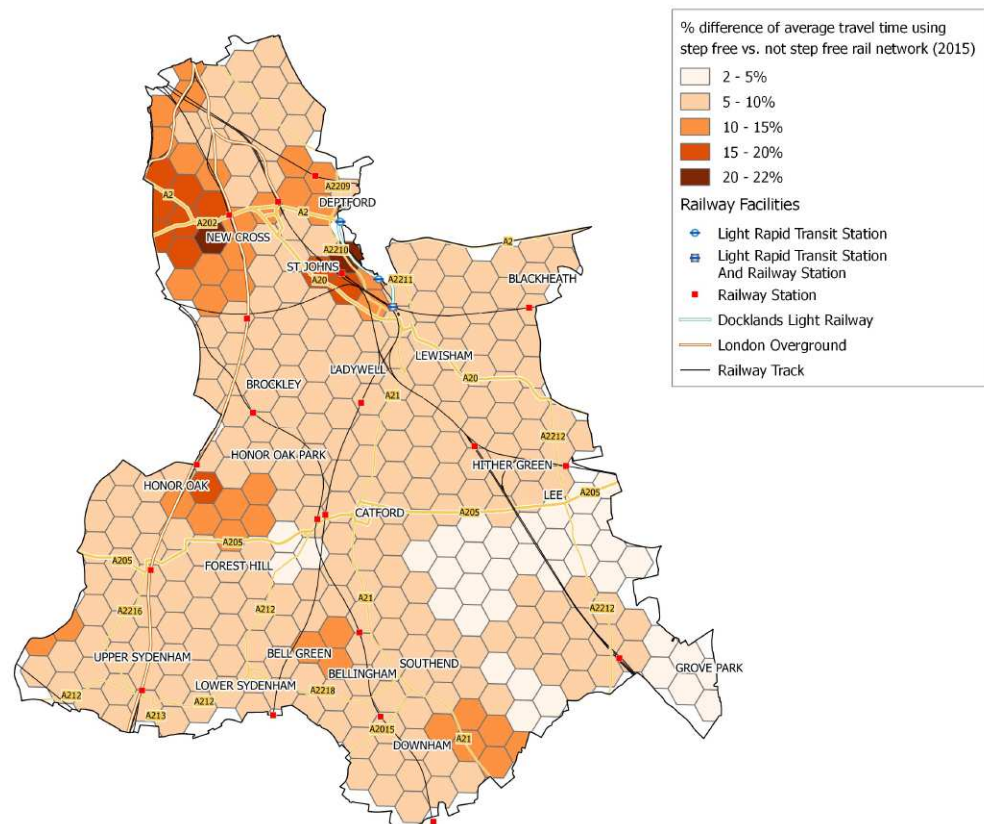 % difference of average travel time using
step free vs. not step free rail network (2015)
2 - 5%
5 - 10%
10 - 15%
15 - 20%
20 - 22%
Railway Facilities
Light Rapid Transit Station
Light Rapid Transit Station
And Railway Station
Railway Station
Docklands Light Railway
London Overground
Railway Track
A2209
A2
DEPTFORD
A2
A202
NEW CROSS
A2210
A2
ST JOHNS
A2211
BLACKHEATH
A20
LEWISHAM
LADYWELL
A20
BROCKLEY
A21
A2212
HONOR OAK PARK
HITHER GREEN
HONOR OAK
LEE
A205
CATFORD
A205
A205
A205
FOREST HILL
A21
A2216
A212
A2212
UPPER SYDENHAM
BELL GREEN
SOUTHEND
GROVE PARK
BELLINGHAM
LOWER SYDENHAM
A2218
A212
A212
A213
A2015
DOWNHAM
A21